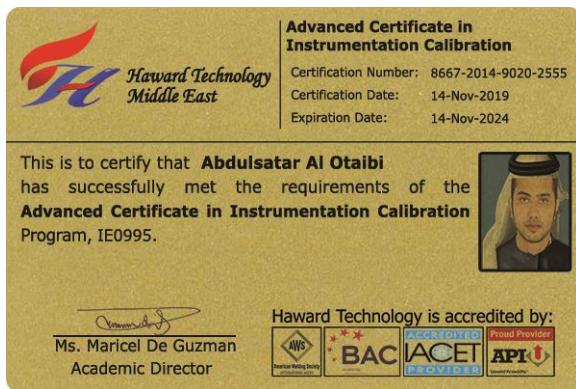 Haward Technology
Middle East
Advanced Certificate in
Instrumentation Calibration
Certification Number: 8667-2014-9020-2555
Certification Date: 14-Nov-2019
Expiration Date: 14-Nov-2024
This is to certify that Abdulsatar Al Otaibi
has successfully met the requirements of the
Advanced Certificate in Instrumentation Calibration
Program, IE0995.
Ms. Maricel De Guzman
Academic Director
Haward Technology is accredited by:
AWS
American Welding Society
BAC
ACCREDITED
IACET
PROVIDER
Proud Provider
API